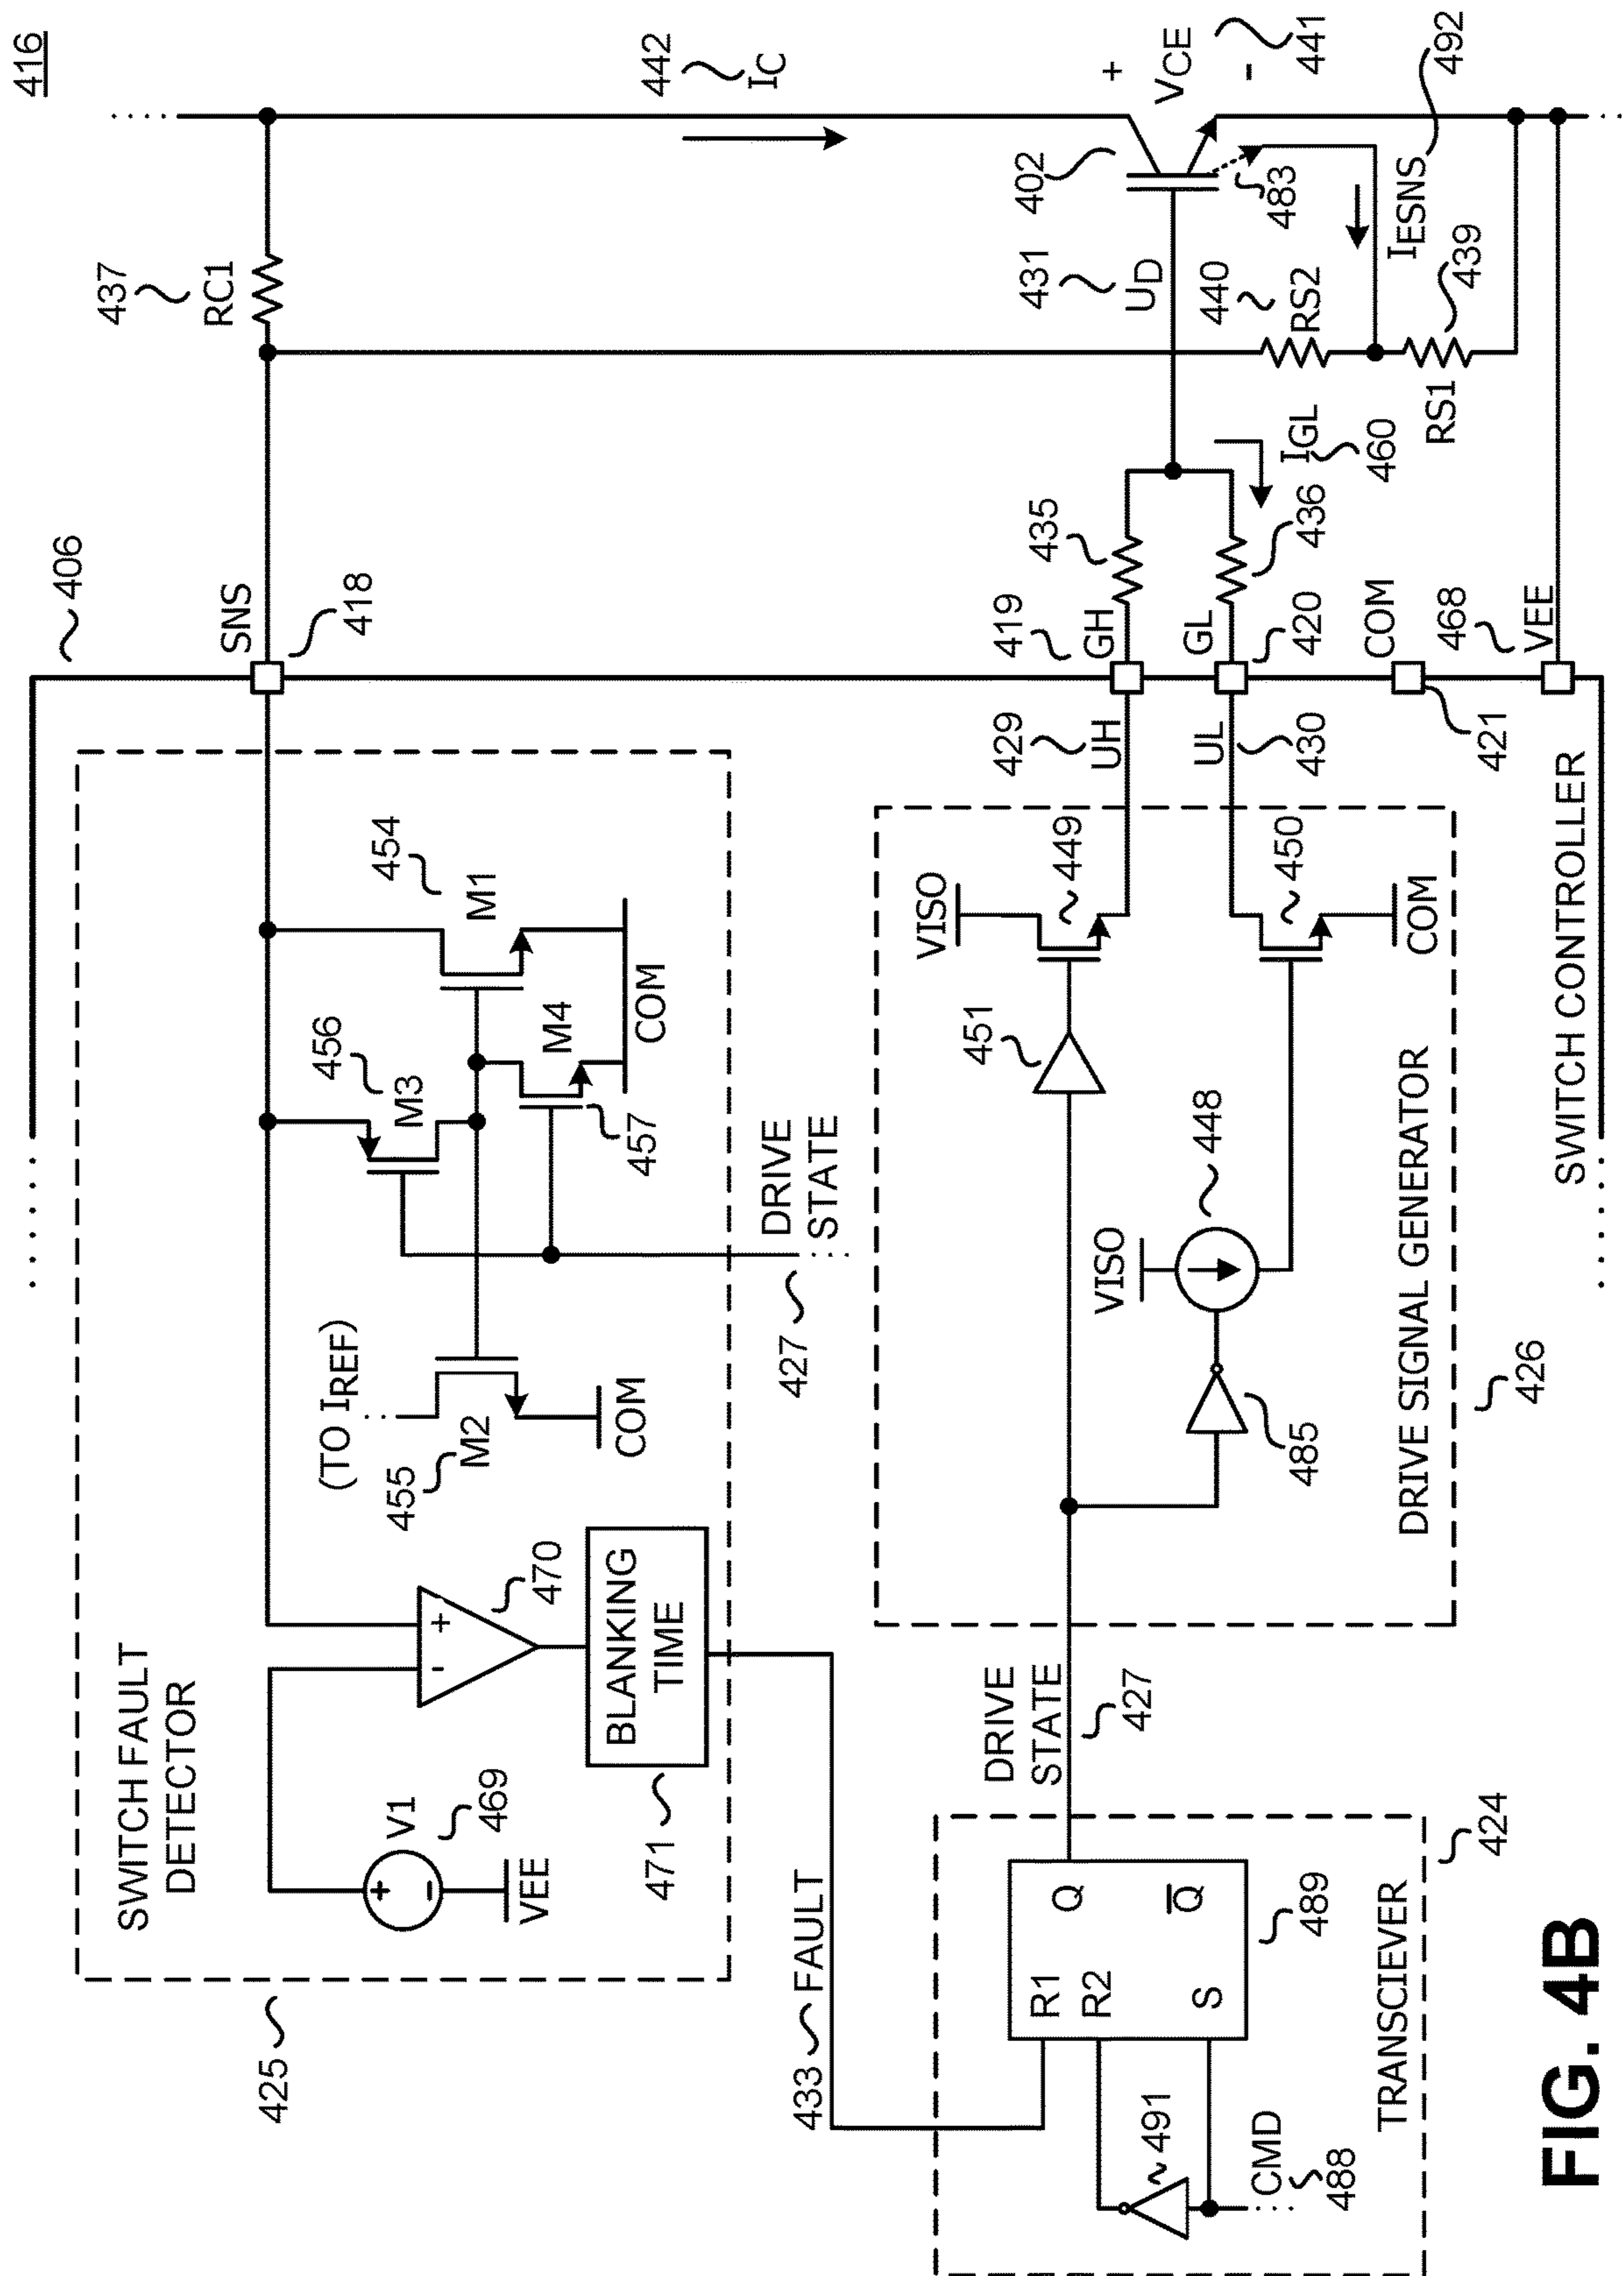 416
406
437
RC1
442
IC
SNS
418
SWITCH FAULT
DETECTOR
425
V1
469
VEE
470
BLANKING
TIME
471
+
-
+
-
(TO IREF)
455
M2
COM
456
M3
454
M1
M4
457
COM
DRIVE
STATE
427
433
FAULT
402
+
VCE
-
441
483
492
IESNS
431
UD
440
RS2
439
RS1
435
436
IGL
460
419
GH
GL
420
COM
421
468
VEE
429
UH
UL
430
VISO
449
450
COM
451
VISO
448
485
DRIVE SIGNAL GENERATOR
426
SWITCH CONTROLLER
DRIVE
STATE
427
R1
R2
S
Q
Q
489
491
CMD
488
TRANSCIEVER
424
FIG. 4B